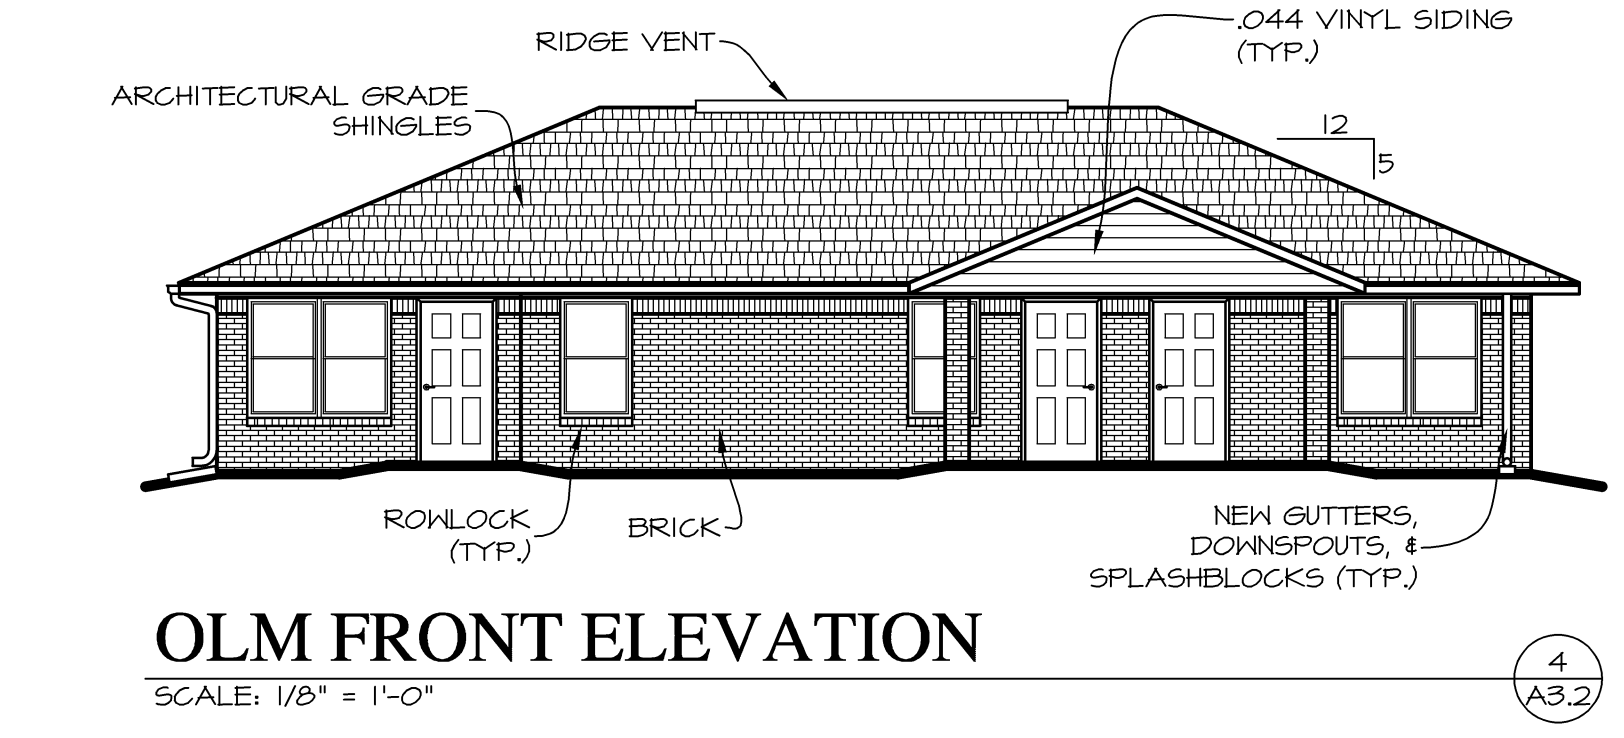 .044 VINYL SIDING
(TYP.)
RIDGE VENT
ARCHITECTURAL GRADE
SHINGLES
12
5
ROWLOCK
(TYP.)
BRICK
NEW GUTTERS,
DOWNSPOUTS, &
SPLASHBLOCKS (TYP.)
OLM FRONT ELEVATION
SCALE: 1/8" = 1'-0"
4
A3.2